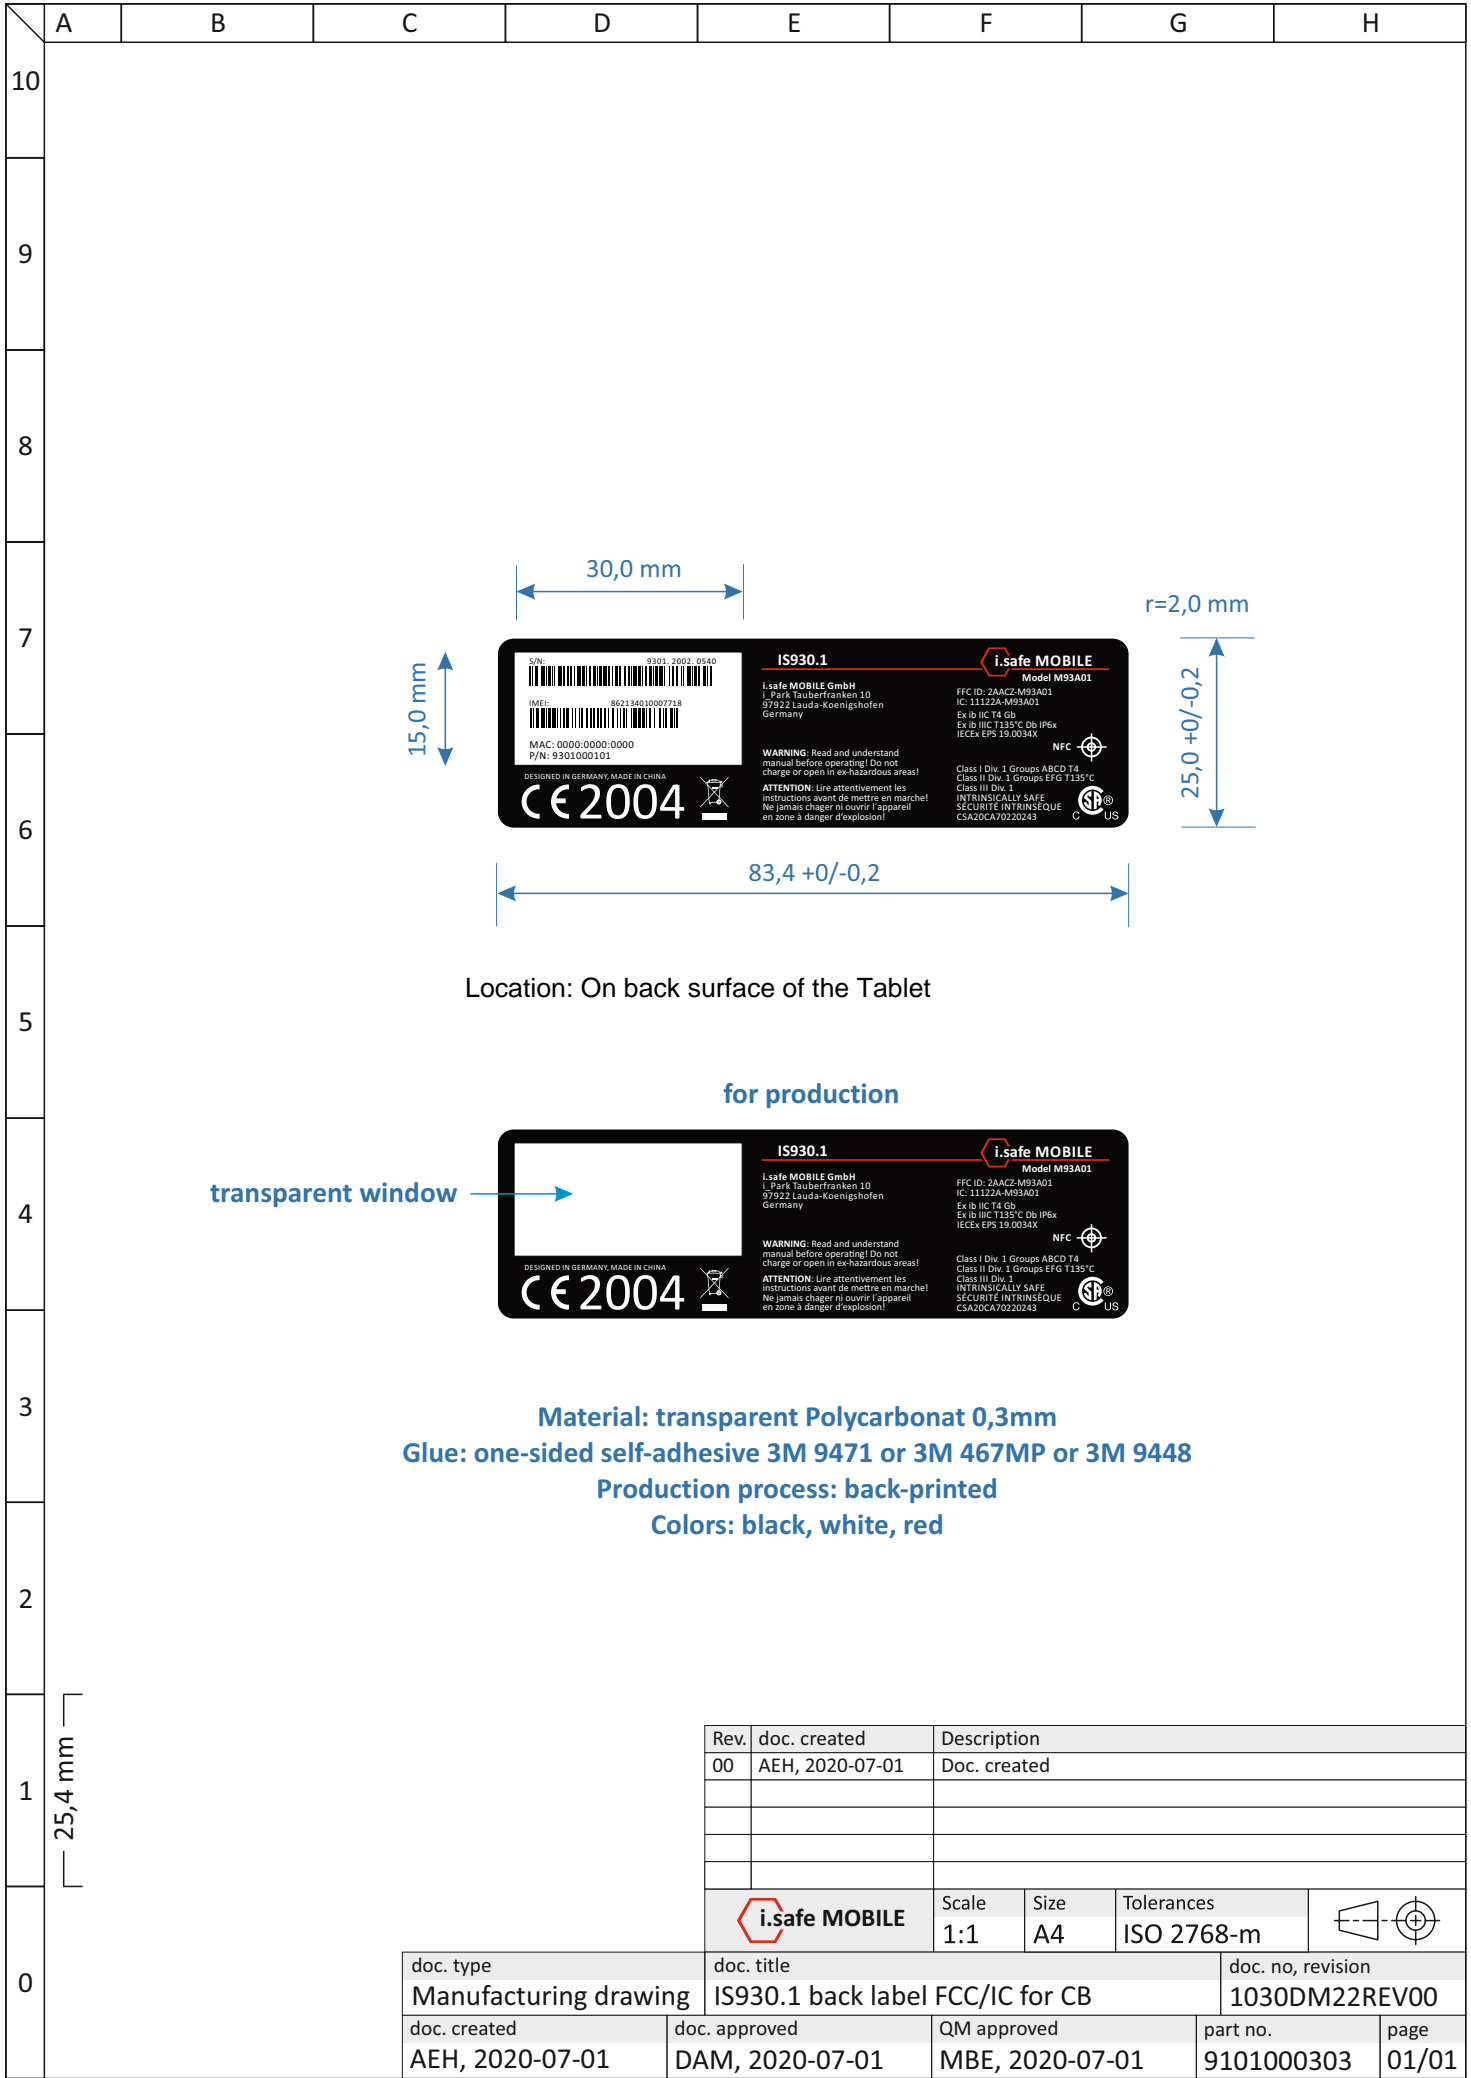 A B C D E F G H
10
9
8
7
6
5
4
3
2
1
0
30,0 mm
r=2,0 mm
15,0 mm
25,0 +0/-0,2
S/N: 9301. 2002. 0540
IMEI: 862134010007718
MAC: 0000:0000:0000
P/N: 9301000101
DESIGNED IN GERMANY, MADE IN CHINA
CE 2004
IS930.1
i.safe MOBILE GmbH
i_Park Tauberfranken 10
97922 Lauda-Koenigshofen
Germany
WARNING: Read and understand
manual before operating! Do not
charge or open in ex-hazardous areas!
ATTENTION: Lire attentivement les
instructions avant de mettre en marche!
Ne jamais chager ni ouvrir l´appareil
en zone à danger d’explosion!
i.safe MOBILE
Model M93A01
FFC ID: 2AACZ-M93A01
IC: 11122A-M93A01
Ex ib IIC T4 Gb
Ex ib IIIC T135°C Db IP6x
IECEx EPS 19.0034X
NFC
Class I Div. 1 Groups ABCD T4
Class II Div. 1 Groups EFG T135°C
Class III Div. 1
INTRINSICALLY SAFE
SÉCURITÉ INTRINSÈQUE
CSA20CA70220243
C SA ® US
83,4 +0/-0,2
Location: On back surface of the Tablet
for production
transparent window
DESIGNED IN GERMANY, MADE IN CHINA
CE 2004
IS930.1
i.safe MOBILE GmbH
i_Park Tauberfranken 10
97922 Lauda-Koenigshofen
Germany
WARNING: Read and understand
manual before operating! Do not
charge or open in ex-hazardous areas!
ATTENTION: Lire attentivement les
instructions avant de mettre en marche!
Ne jamais chager ni ouvrir l´appareil
en zone à danger d’explosion!
i.safe MOBILE
Model M93A01
FFC ID: 2AACZ-M93A01
IC: 11122A-M93A01
Ex ib IIC T4 Gb
Ex ib IIIC T135°C Db IP6x
IECEx EPS 19.0034X
NFC
Class I Div. 1 Groups ABCD T4
Class II Div. 1 Groups EFG T135°C
Class III Div. 1
INTRINSICALLY SAFE
SÉCURITÉ INTRINSÈQUE
CSA20CA70220243
C SA ® US
Material: transparent Polycarbonat 0,3mm
Glue: one-sided self-adhesive 3M 9471 or 3M 467MP or 3M 9448
Production process: back-printed
Colors: black, white, red
25,4 mm
Rev. doc. created Description
00 AEH, 2020-07-01 Doc. created
i.safe MOBILE
Scale Size Tolerances
1:1 A4 ISO 2768-m
doc. type doc. title doc. no, revision
Manufacturing drawing IS930.1 back label FCC/IC for CB 1030DM22REV00
doc. created doc. approved QM approved part no. page
AEH, 2020-07-01 DAM, 2020-07-01 MBE, 2020-07-01 9101000303 01/01